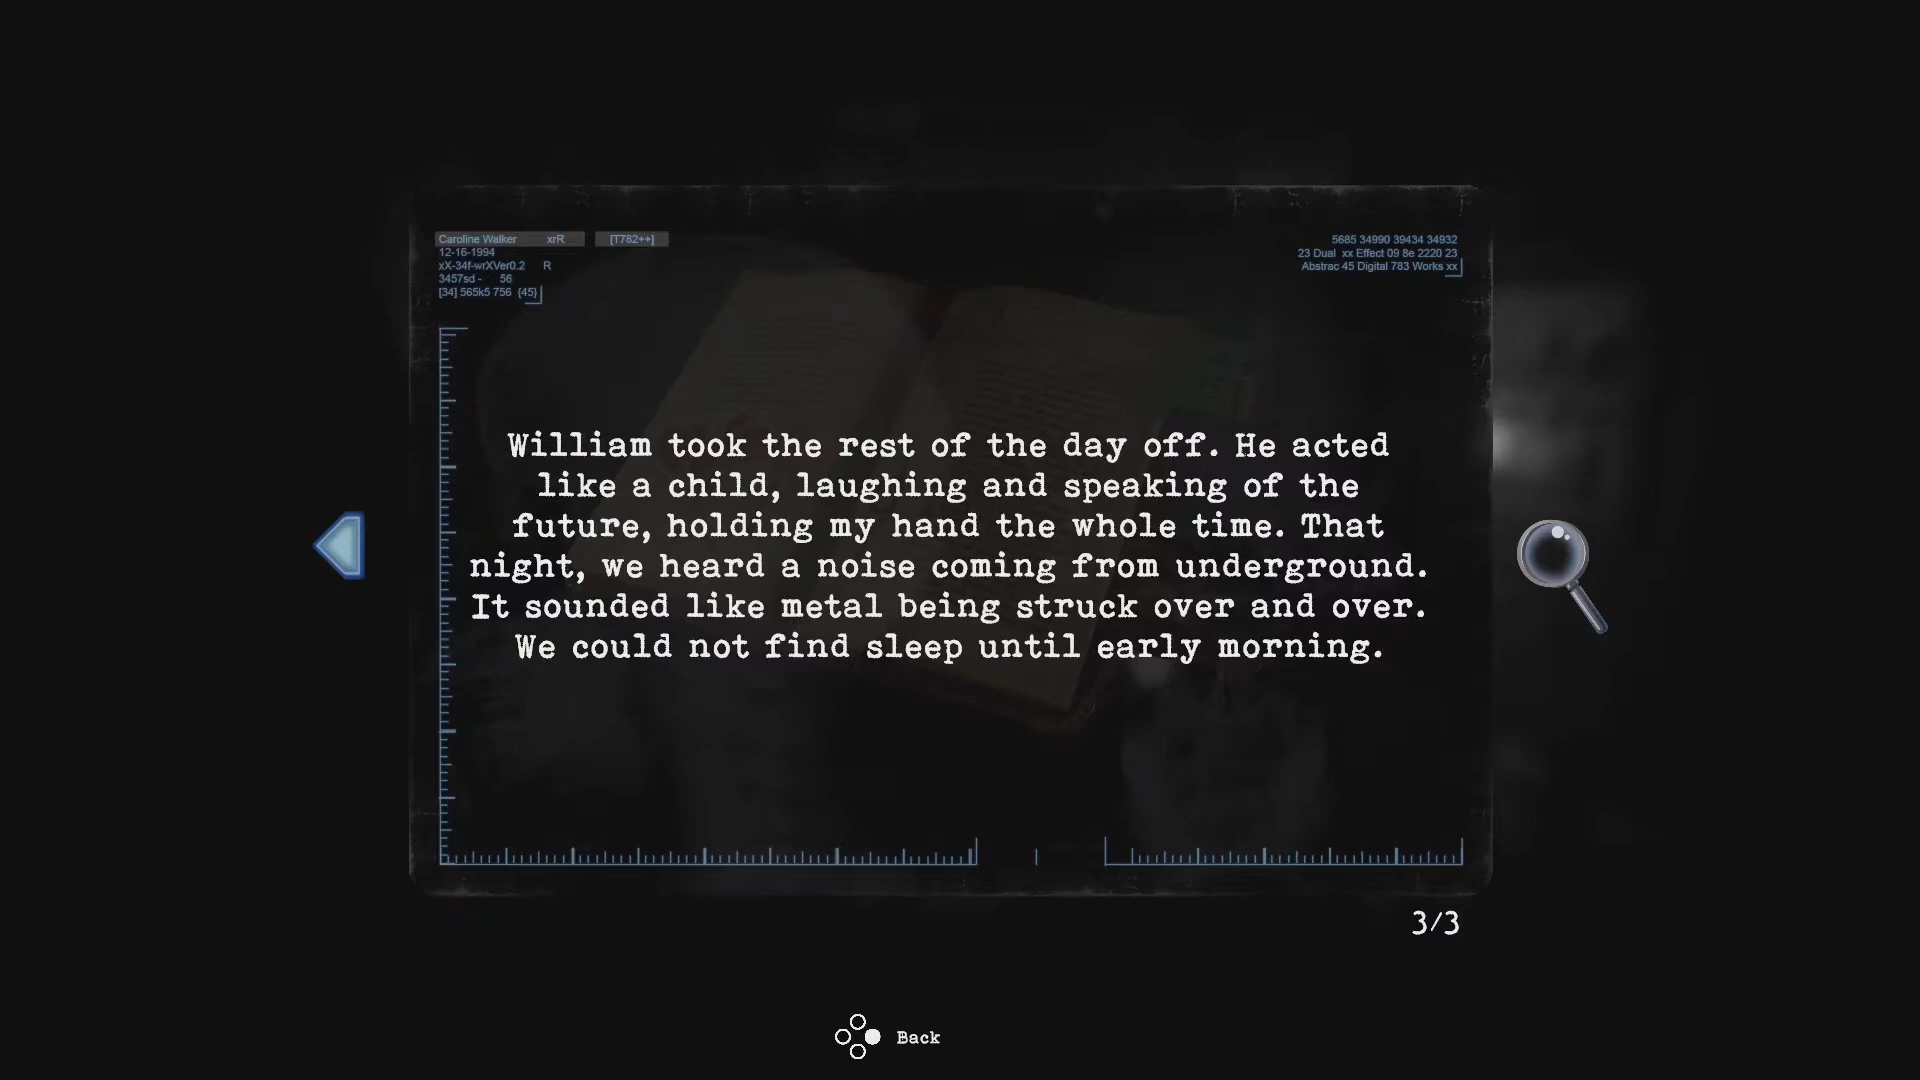 Caroline Walker xrR [T782++]
12-16-1994
xX-34f-wrXVer0.2 R
3457sd - 56
[34] 565k5 756 {45}
5685 34990 39434 34932
23 Dual xx Effect 09 8e 2220 23
Abstrac 45 Digital 783 Works xx
William took the rest of the day off. He acted
like a child, laughing and speaking of the
future, holding my hand the whole time. That
night, we heard a noise coming from underground.
It sounded like metal being struck over and over.
We could not find sleep until early morning.
3/3
Back